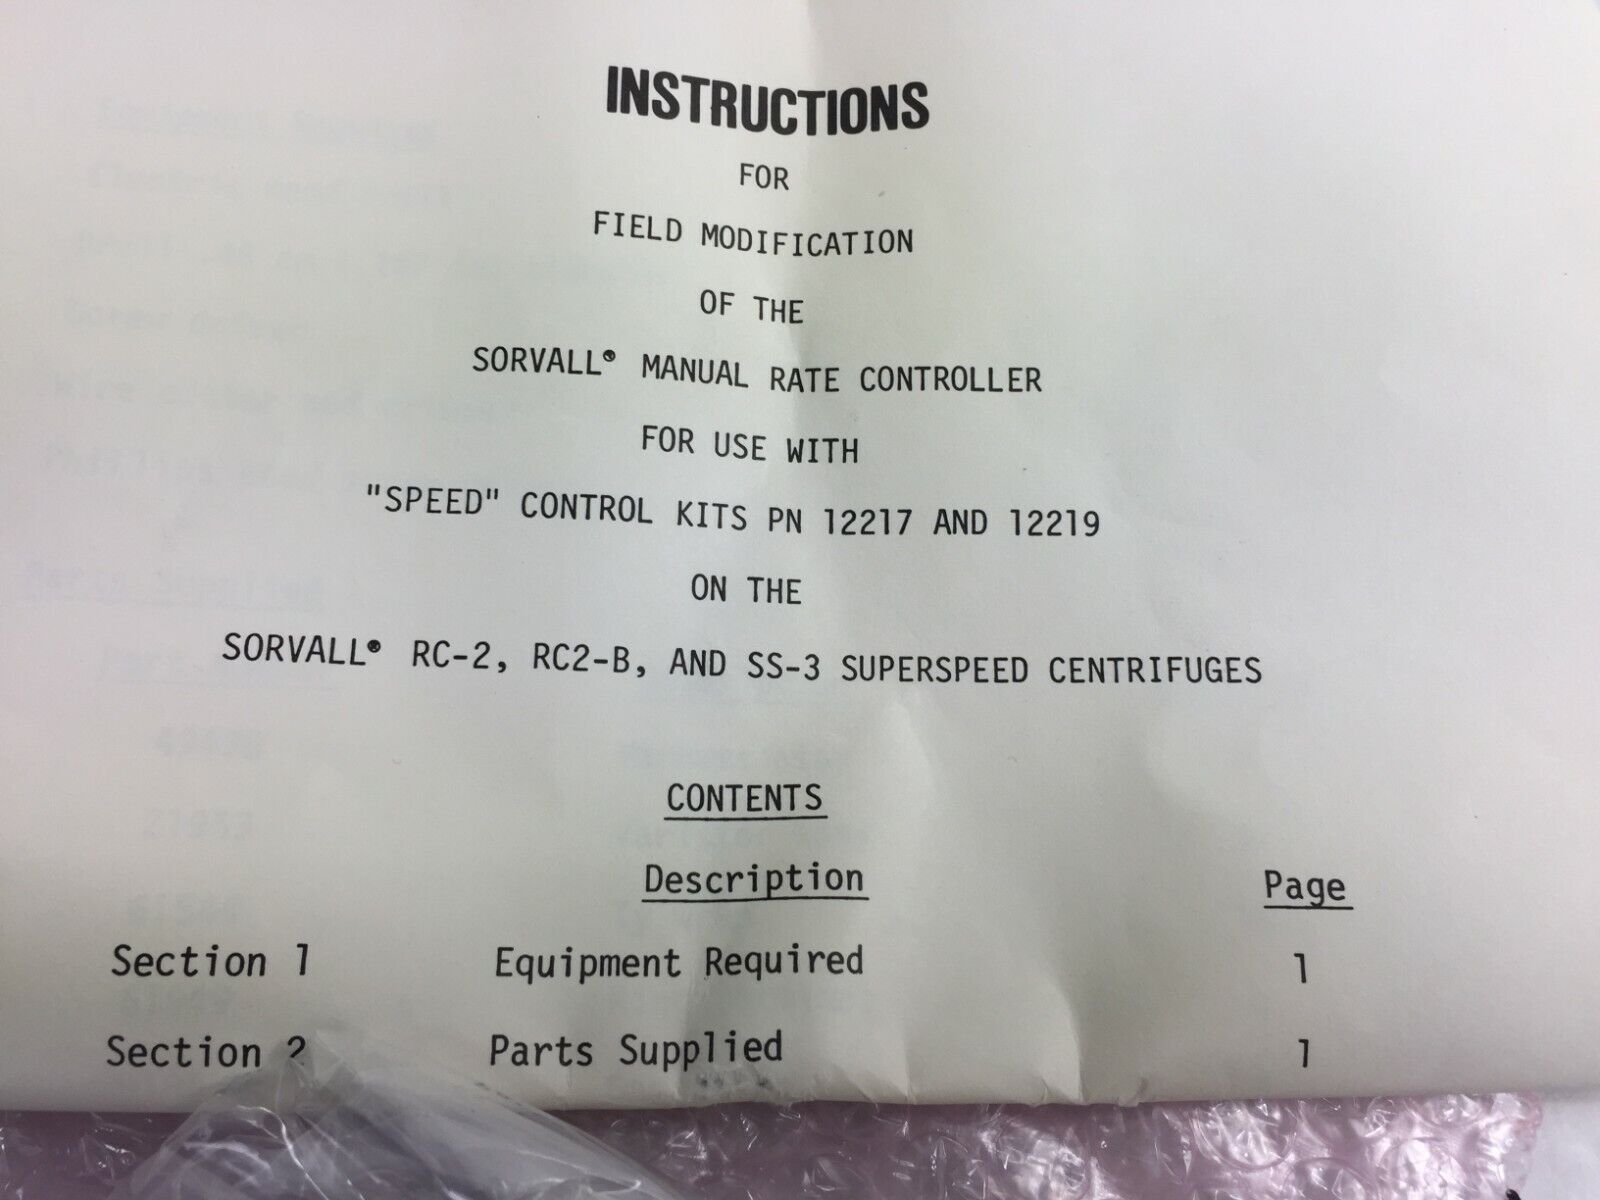 INSTRUCTIONS
FOR
FIELD MODIFICATION
OF THE
SORVALL® MANUAL RATE CONTROLLER
FOR USE WITH
"SPEED" CONTROL KITS PN 12217 AND 12219
ON THE
SORVALL® RC-2, RC2-B, AND SS-3 SUPERSPEED CENTRIFUGES
CONTENTS
Description Page
Section 1 Equipment Required 1
Section 2 Parts Supplied 1